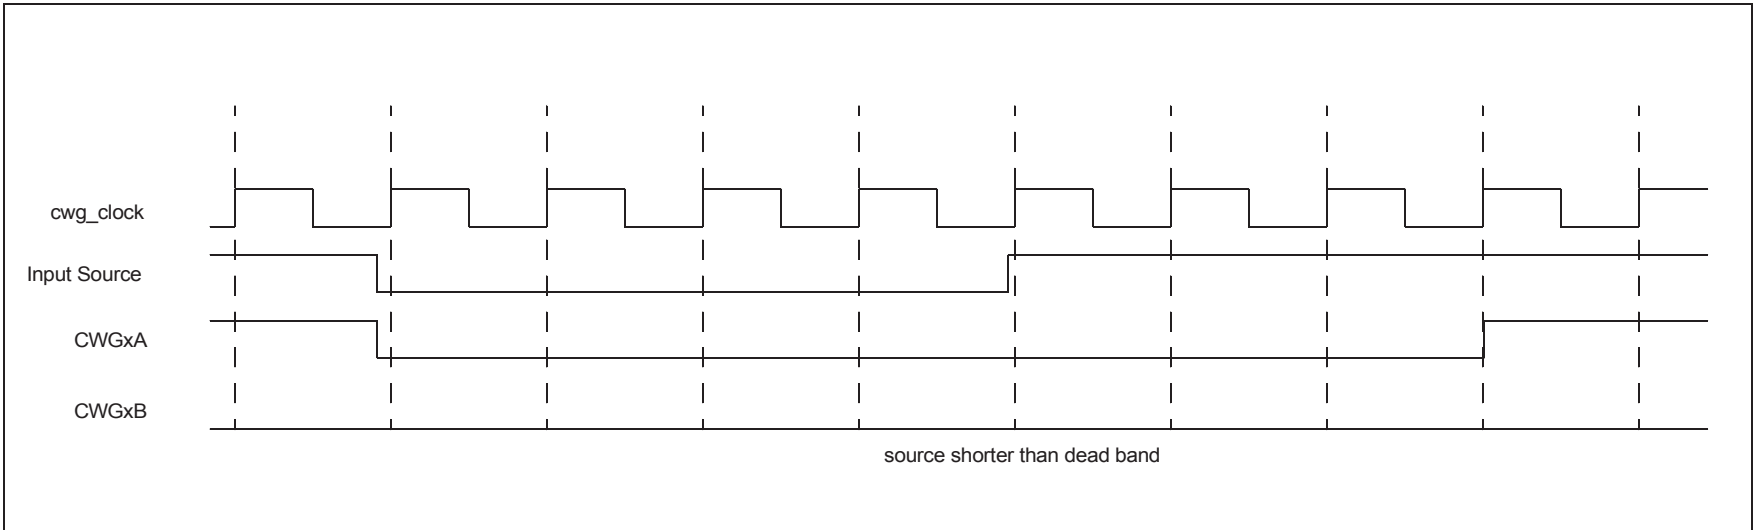 cwg_clock
Input Source
CWGxA
CWGxB
source shorter than dead band